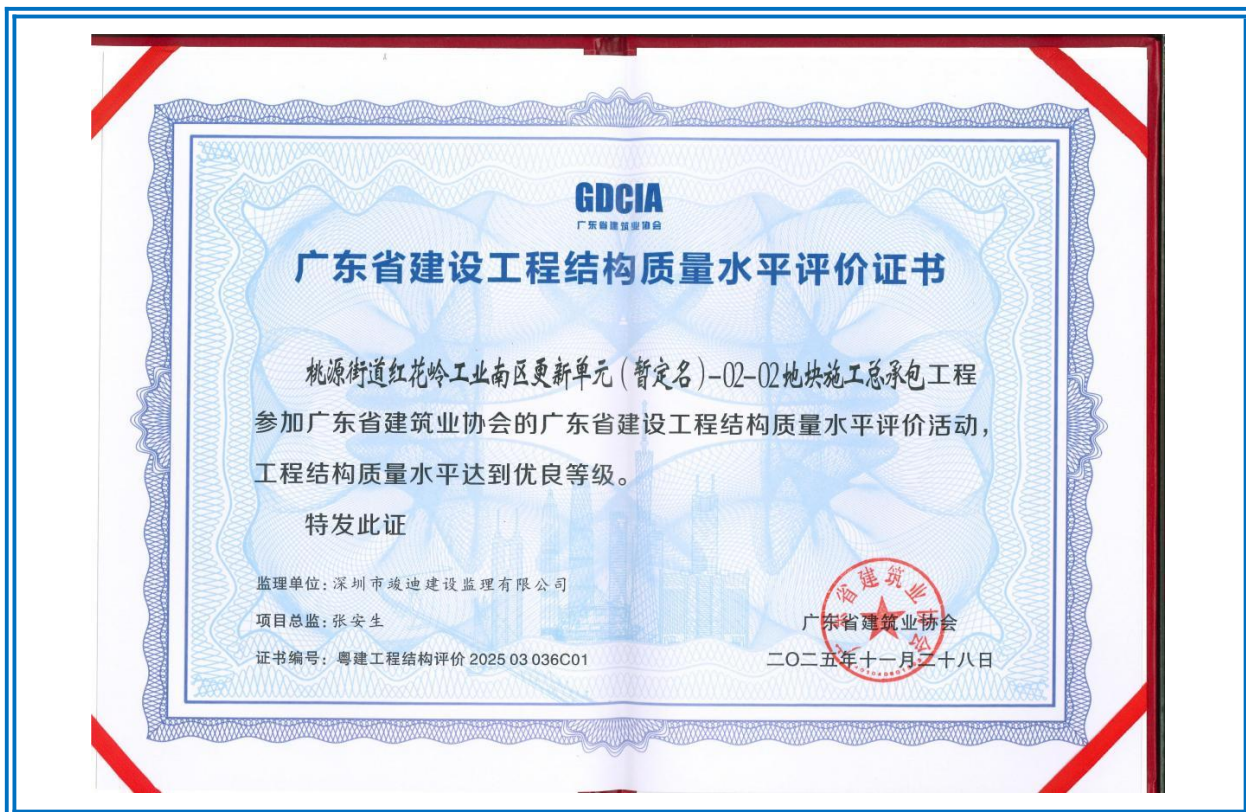 GDCIA
广东省建筑业协会
广东省建设工程结构质量水平评价证书
桃源街道红花岭工业南区更新单元(暂定名)-02-02地块施工总承包工程
参加广东省建筑业协会的广东省建设工程结构质量水平评价活动,
工程结构质量水平达到优良等级。
特发此证
监理单位:深圳市竣迪建设监理有限公司
项目总监:张安生
广东省建筑业协会
证书编号:粤建工程结构评价 2025 03 036C01
二〇二五年十一月二十八日
广东省建筑业协会